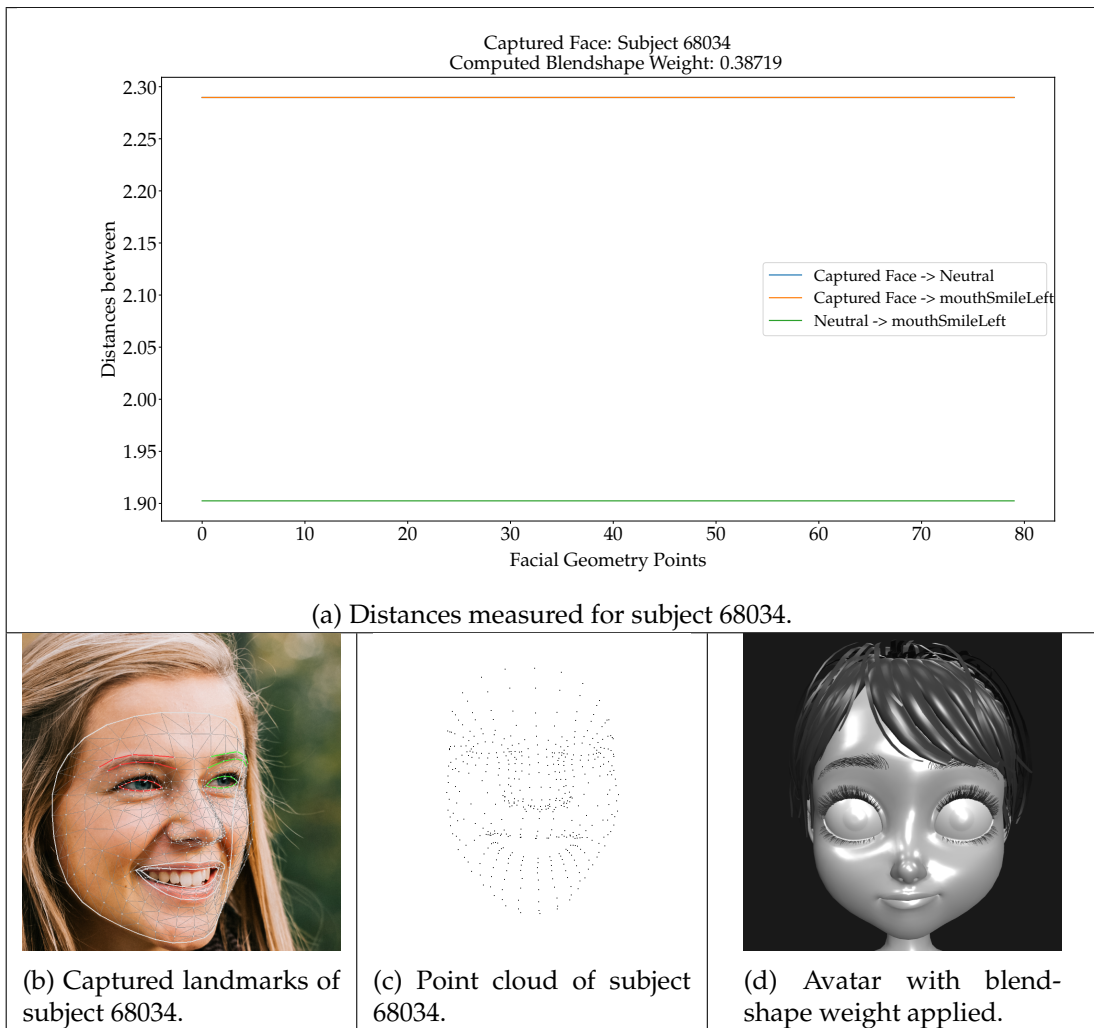 Captured Face: Subject 68034
Computed Blendshape Weight: 0.38719
2.30
2.25
2.20
2.15
2.10
2.05
2.00
1.95
1.90
Distances between
Captured Face -> Neutral
Captured Face -> mouthSmileLeft
Neutral -> mouthSmileLeft
0 10 20 30 40 50 60 70 80
Facial Geometry Points
(a) Distances measured for subject 68034.
(b) Captured landmarks of
subject 68034.
(c) Point cloud of subject
68034.
(d) Avatar with blend-
shape weight applied.